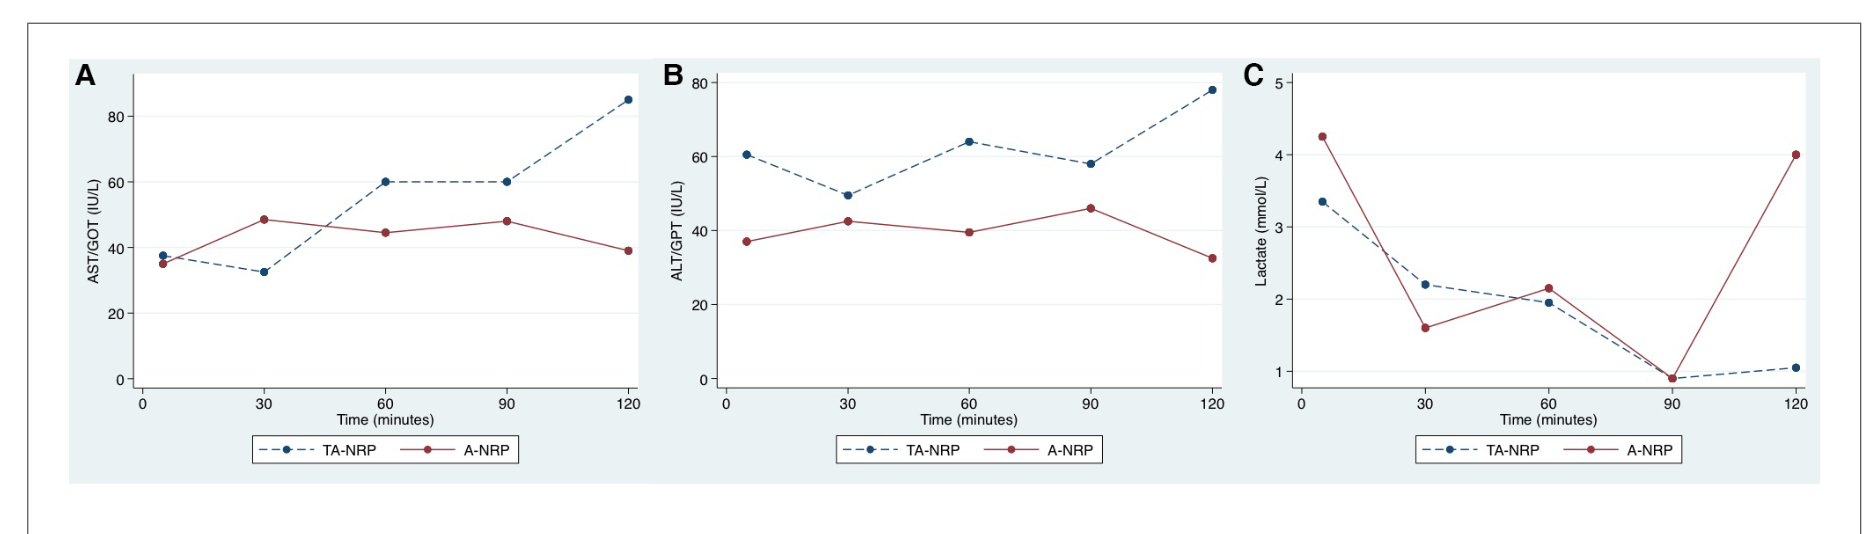 A
AST/GOT (IU/L)
80
60
40
20
0
0 30 60 90 120
Time (minutes)
TA-NRP A-NRP
B
ALT/GPT (IU/L)
80
60
40
20
0
0 30 60 90 120
Time (minutes)
TA-NRP A-NRP
C
Lactate (mmol/L)
5
4
3
2
1
0 30 60 90 120
Time (minutes)
TA-NRP A-NRP